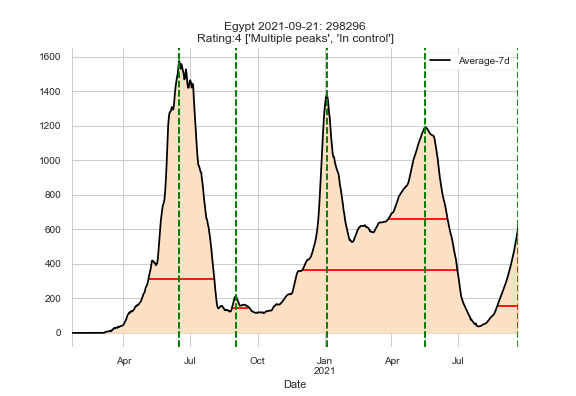 Egypt 2021-09-21: 298296
Rating:4 ['Multiple peaks', 'In control']
Average-7d
1600
1400
1200
1000
800
600
400
200
0
Apr Jul Oct Jan Apr Jul
2021
Date